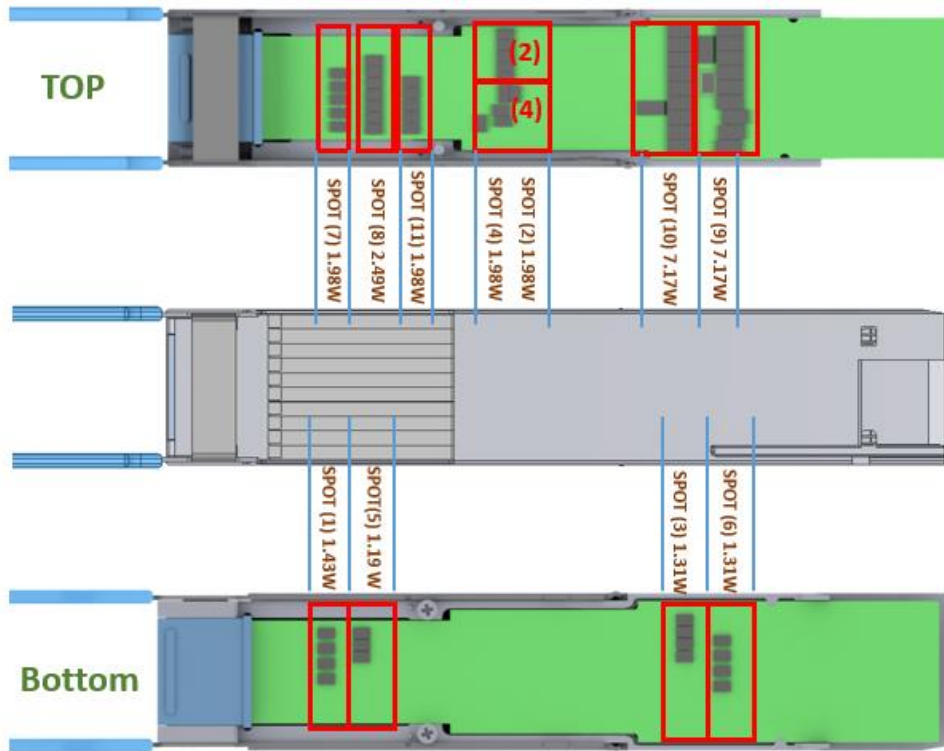 TOP
(2)
(4)
SPOT (7) 1.98W
SPOT (8) 2.49W
SPOT (11) 1.98W
SPOT (4) 1.98W
SPOT (2) 1.98W
SPOT (10) 7.17W
SPOT (9) 7.17W
SPOT (1) 1.43W
SPOT(5) 1.19 W
SPOT (3) 1.31W
SPOT (6) 1.31W
Bottom